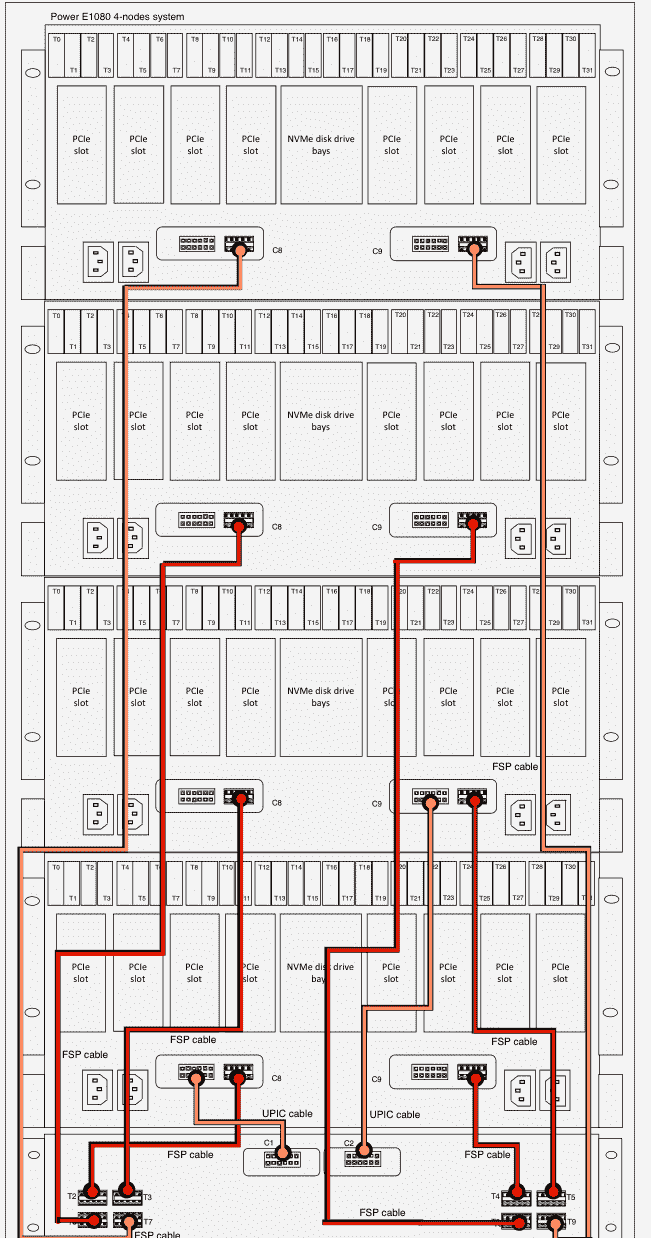 Power E1080 4-nodes system
T0 T2 T4 T6 T8 T10 T12 T14 T16 T18 T20 T22 T24 T26 T28 T30
T1 T3 T5 T7 T9 T11 T13 T15 T17 T19 T21 T23 T25 T27 T29 T31
PCIe PCIe PCIe PCIe NVMe disk drive PCIe PCIe PCIe PCIe
slot slot slot slot bays slot slot slot slot
C8 C9
T0 T2 T6 T8 T10 T12 T14 T16 T18 T20 T22 T24 T26 T30
T1 T3 T5 T7 T9 T11 T13 T15 T17 T19 T21 T23 T25 T27 T29 T31
PCIe PCIe PCIe PCIe NVMe disk drive PCIe PCIe PCIe PCIe
slot slot slot slot bays slot slot slot slot
C8 C9
T0 T2 T6 T8 T10 T12 T14 T16 T18 T20 T22 T24 T26 T30
T1 T3 T5 T7 T9 T11 T13 T15 T17 T19 T21 T23 T25 T27 T29 T31
PCIe PCIe PCIe PCIe NVMe disk drive PCIe PCIe PCIe PCIe
slot slot slot slot bays slot slot slot slot
FSP cable
C8 C9
T0 T2 T4 T6 T8 T10 T12 T14 T16 T18 T20 T22 T24 T26 T28 T30
T1 T3 T5 T7 T9 T11 T13 T15 T17 T19 T21 T23 T25 T27 T29
PCIe PCIe PCIe PCIe NVMe disk drive PCIe PCIe PCIe PCIe
slot slot slot slot bays slot slot slot slot
FSP cable FSP cable
FSP cable
C8 C9
UPIC cable UPIC cable
C1 C2
FSP cable FSP cable
T2 T3 T4 T5
FSP cable
T7 T9
FSP cable